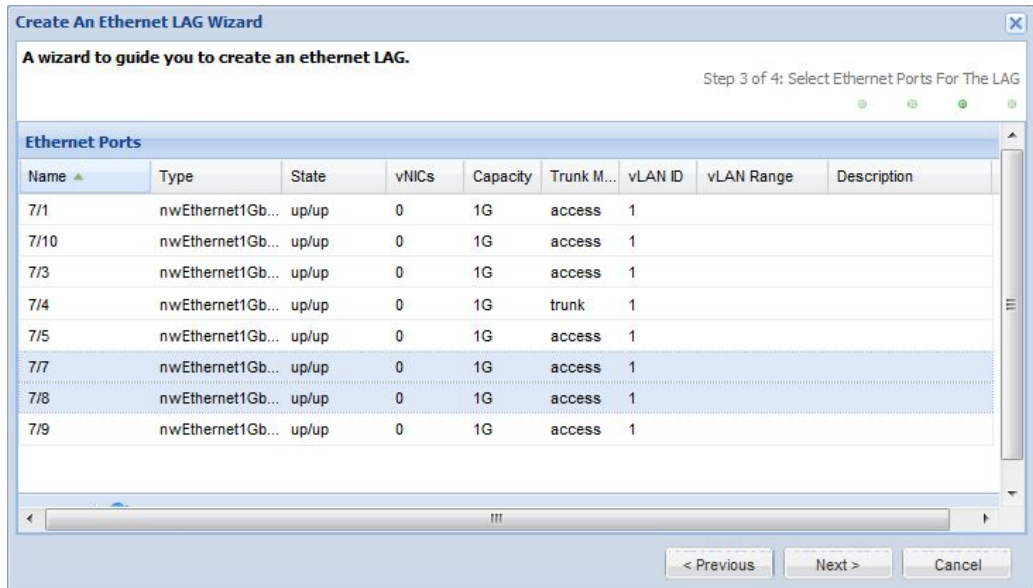 Create An Ethernet LAG Wizard
A wizard to guide you to create an ethernet LAG.
Step 3 of 4: Select Ethernet Ports For The LAG
Ethernet Ports
Name Type State vNICs Capacity Trunk M... vLAN ID vLAN Range Description
7/1 nwEthernet1Gb... up/up 0 1G access 1
7/10 nwEthernet1Gb... up/up 0 1G access 1
7/3 nwEthernet1Gb... up/up 0 1G access 1
7/4 nwEthernet1Gb... up/up 0 1G trunk 1
7/5 nwEthernet1Gb... up/up 0 1G access 1
7/7 nwEthernet1Gb... up/up 0 1G access 1
7/8 nwEthernet1Gb... up/up 0 1G access 1
7/9 nwEthernet1Gb... up/up 0 1G access 1
< Previous Next > Cancel